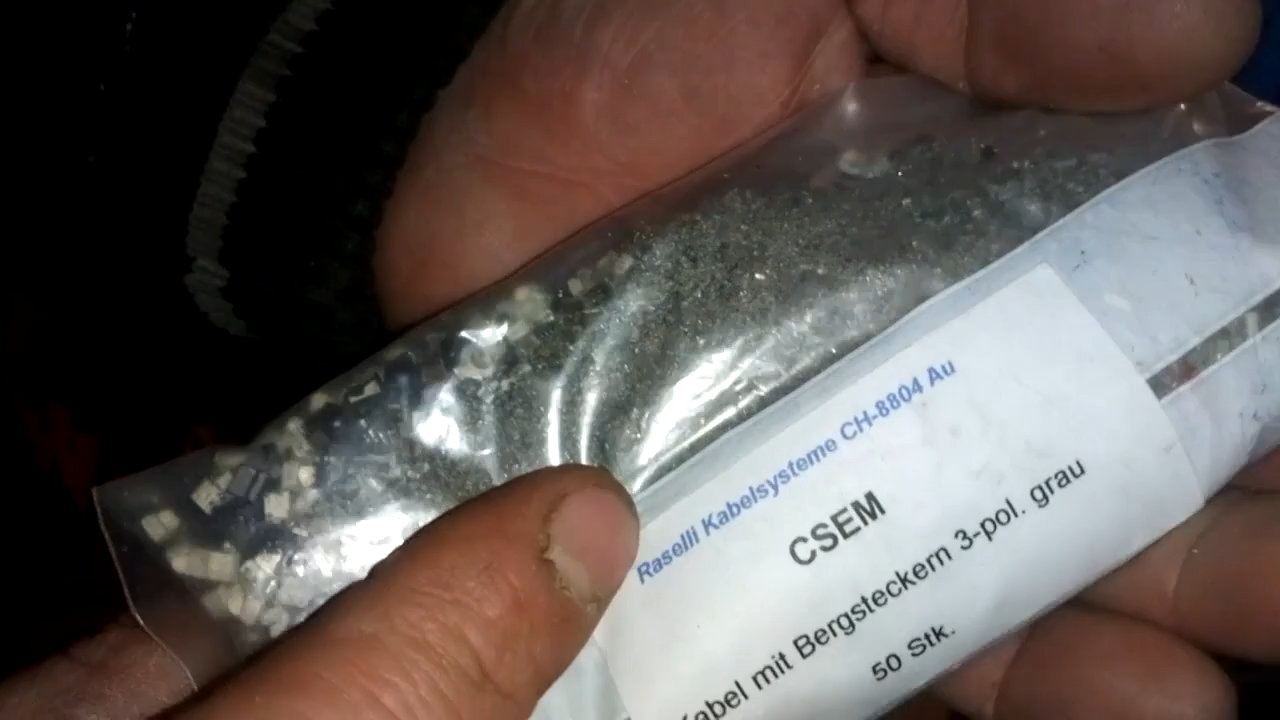 Raselli Kabelsysteme CH-8804 Au
CSEM
Kabel mit Bergsteckern 3-pol. grau
50 Stk.